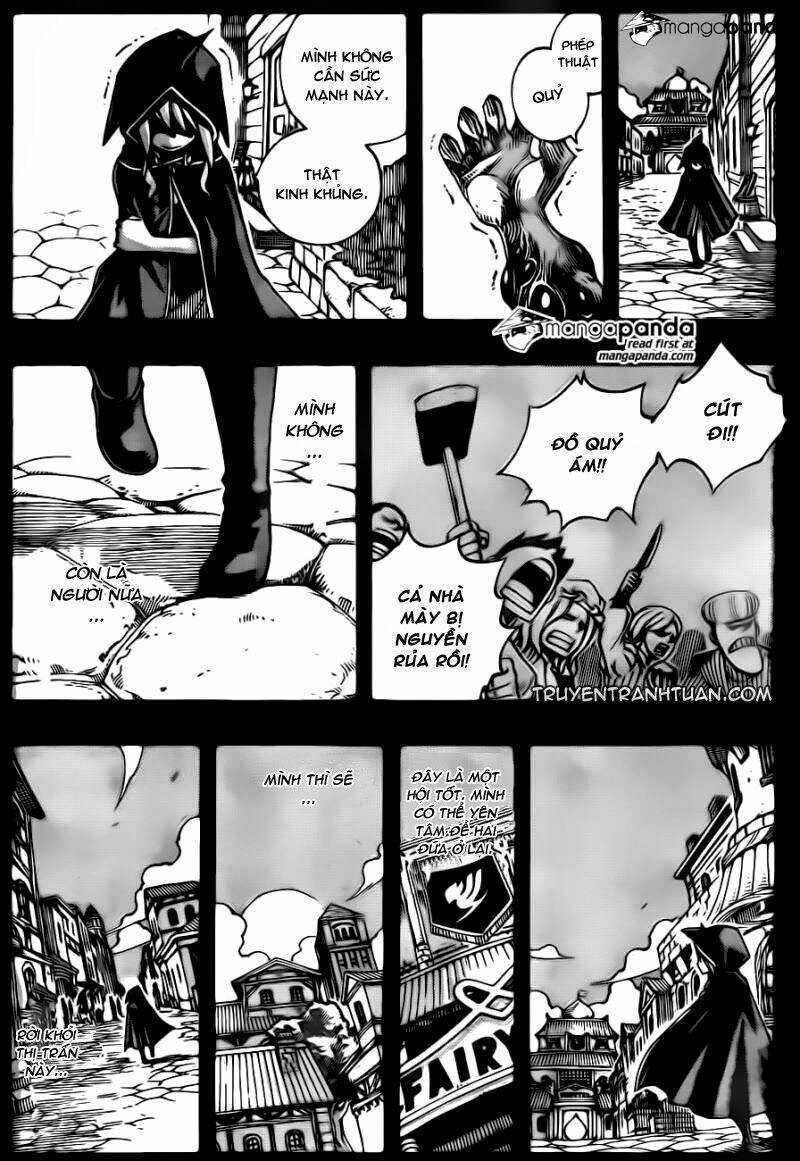 mangapanda
PHÉP
THUẬT
QUỶ
MÌNH KHÔNG
CẦN SỨC
MẠNH NÀY.
THẬT
KINH KHỦNG.
mangapanda
read first at
mangapanda.com
CÚT
ĐI!!
ĐỒ QUỶ
ÁM!!
CẢ NHÀ
MÀY BỊ
NGUYỀN
RỦA RỒI!
TRUYENTRANHTUAN.COM
MÌNH
KHÔNG
...
CÒN LÀ
NGƯỜI NỮA
...
ĐÂY LÀ MỘT
HỘI TỐT. MÌNH
CÓ THỂ YÊN
TÂM ĐỂ HAI
ĐỨA Ở LẠI.
FAIRY
MÌNH THÌ SẼ
...
RỜI KHỎI
THỊ TRẤN
NÀY...